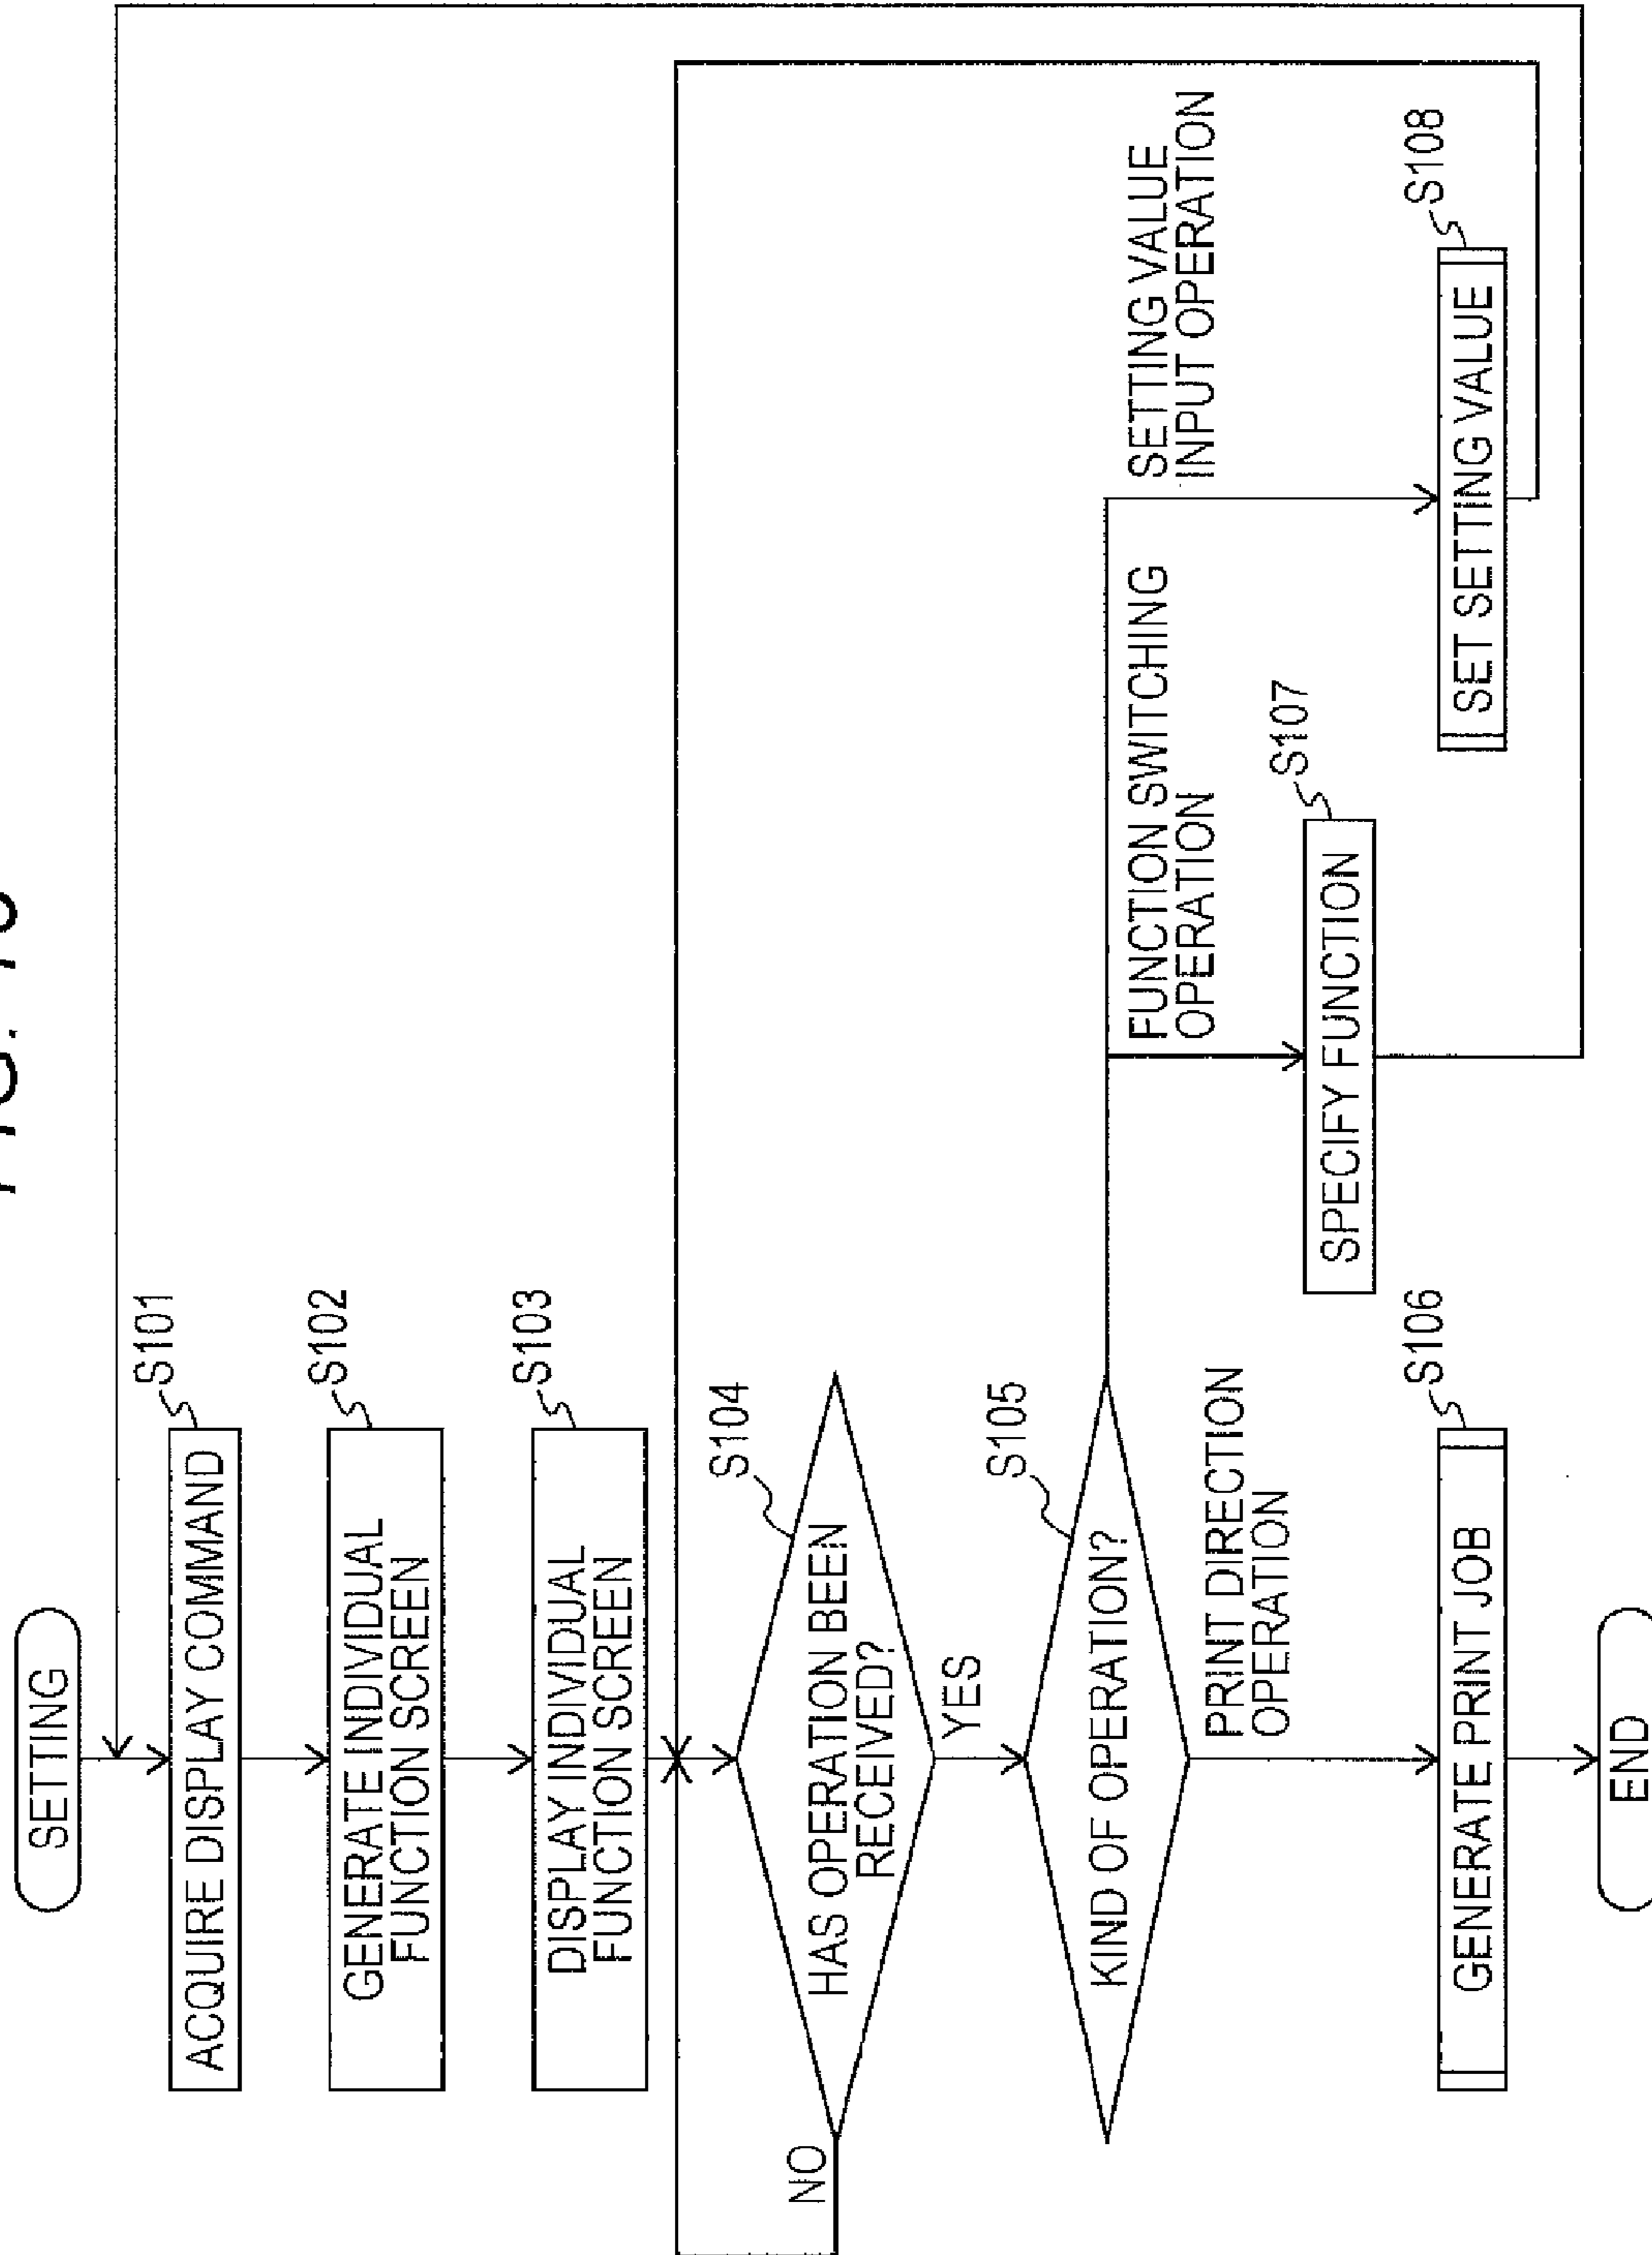 FIG.
SETTING
ACQUIRE DISPLAY COMMAND
S101
GENERATE INDIVIDUAL
FUNCTION SCREEN
S102
DISPLAY INDIVIDUAL
FUNCTION SCREEN
S103
HAS OPERATION BEEN
RECEIVED?
S104
NO
YES
KIND OF OPERATION?
S105
PRINT DIRECTION
OPERATION
FUNCTION SWITCHING
OPERATION
SETTING VALUE
INPUT OPERATION
SPECIFY FUNCTION
S107
GENERATE PRINT JOB
S106
SET SETTING VALUE
S108
END